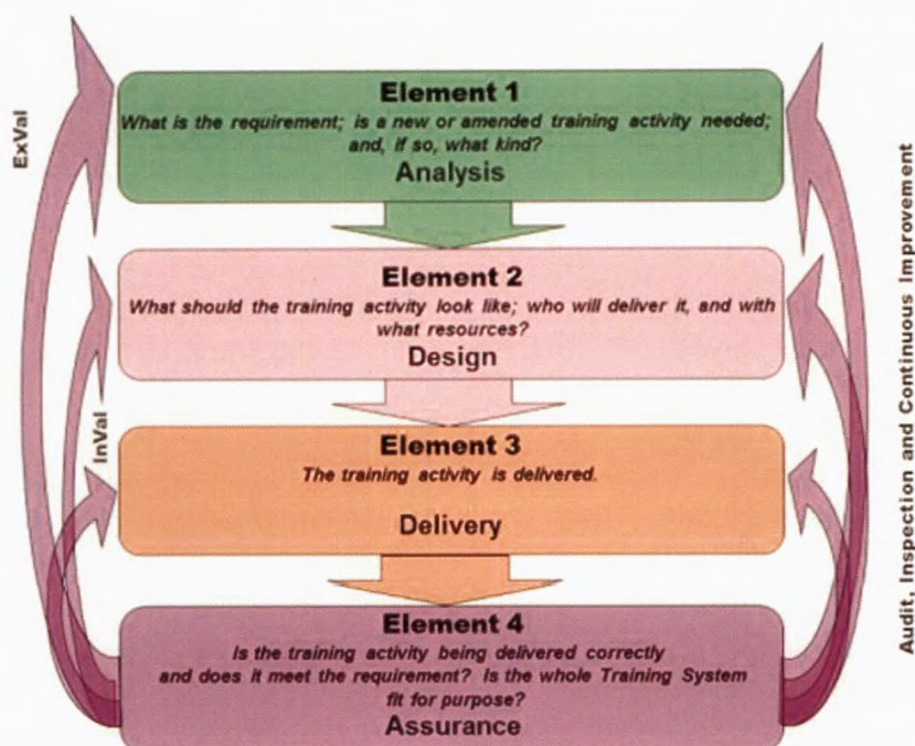 Element 1
What is the requirement; is a new or amended training activity needed;
and, if so, what kind?
Analysis
ExVal
Element 2
What should the training activity look like; who will deliver it, and with
what resources?
Design
InVal
Element 3
The training activity is delivered.
Delivery
Element 4
Is the training activity being delivered correctly
and does it meet the requirement? Is the whole Training System
fit for purpose?
Assurance
Audit, Inspection and Continuous Improvement